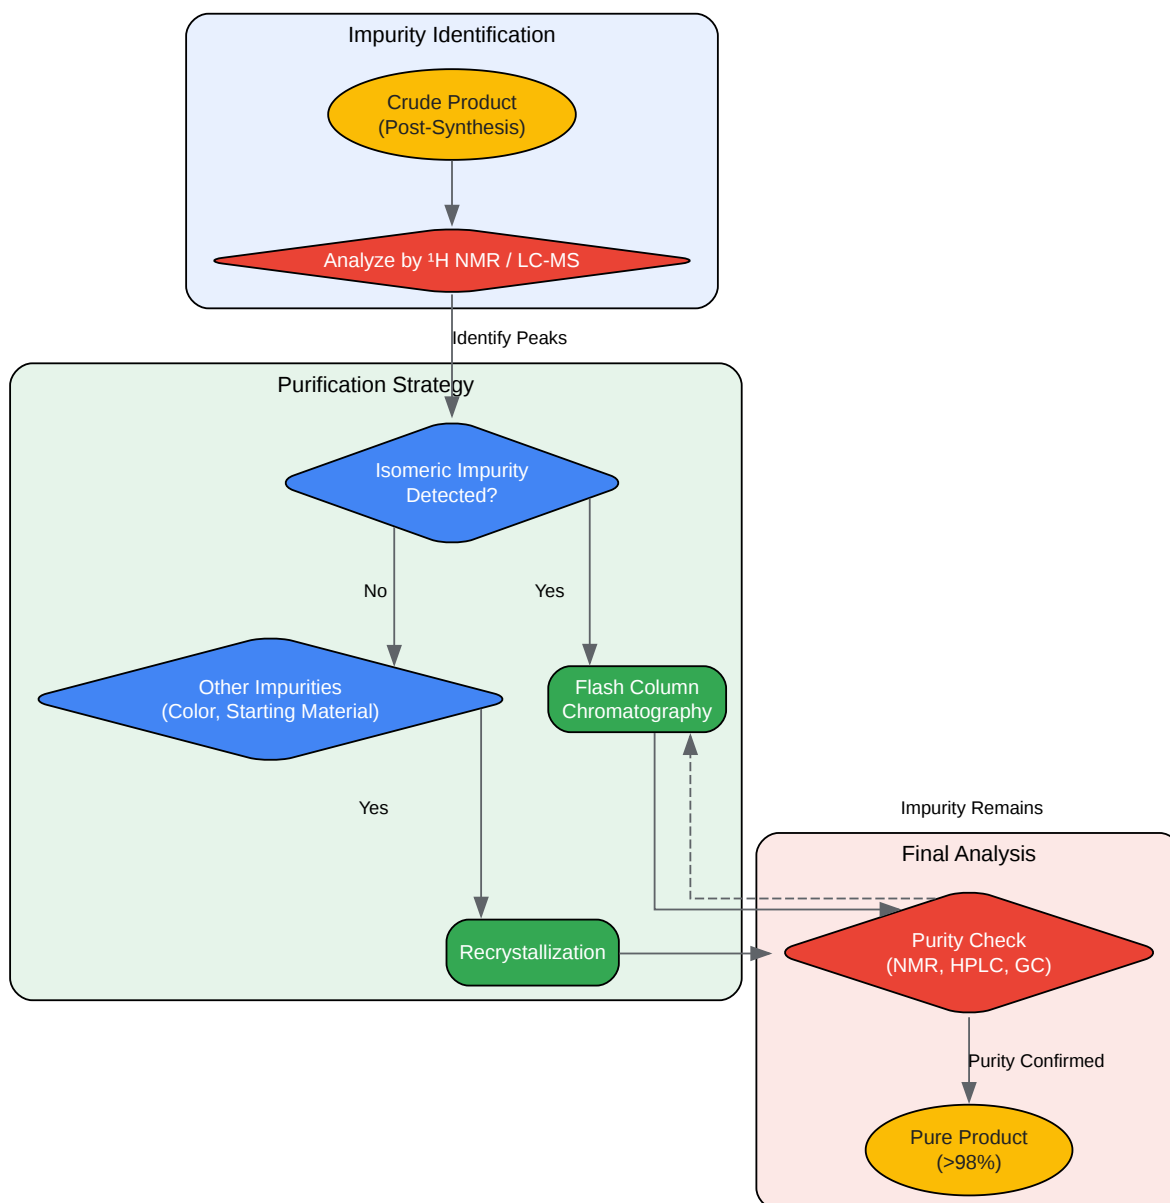 Impurity Identification
Crude Product
(Post-Synthesis)
Analyze by ¹H NMR / LC-MS
Identify Peaks
Purification Strategy
Isomeric Impurity
Detected?
No
Yes
Other Impurities
(Color, Starting Material)
Flash Column
Chromatography
Yes
Impurity Remains
Final Analysis
Recrystallization
Purity Check
(NMR, HPLC, GC)
Purity Confirmed
Pure Product
(>98%)